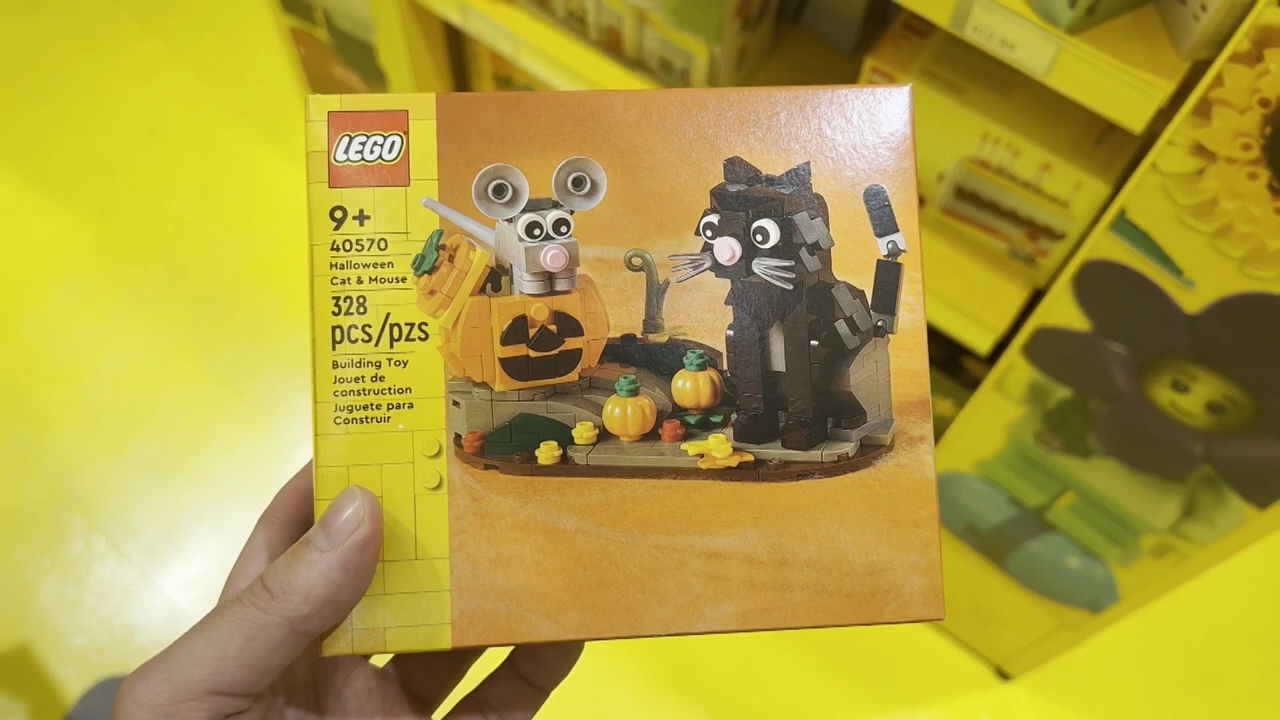 LEGO
9+
40570
Halloween
Cat & Mouse
328
pcs/pzs
Building Toy
Jouet de
construction
Juguete para
Construir